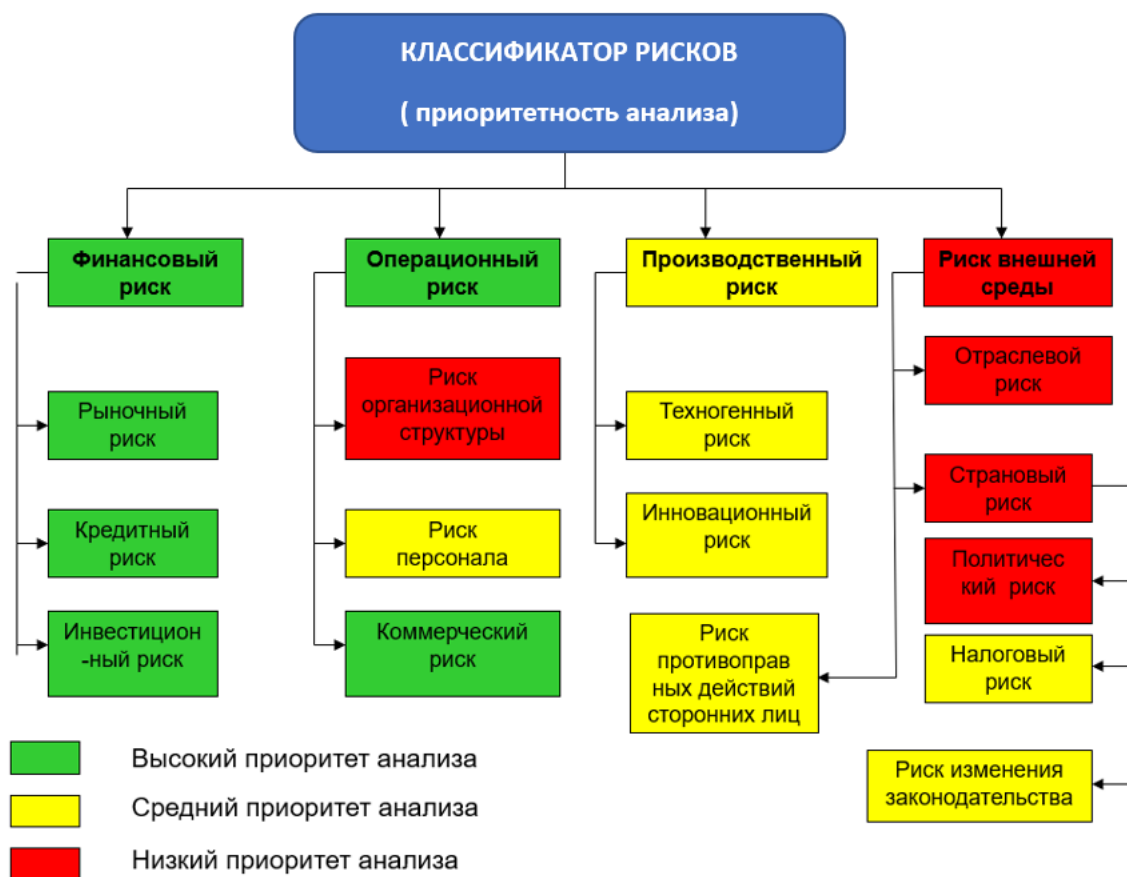 КЛАССИФИКАТОР РИСКОВ
( приоритетность анализа)
Финансовый
риск
Рыночный
риск
Кредитный
риск
Инвестицион
-ный риск
Операционный
риск
Риск
организационной
структуры
Риск
персонала
Коммерческий
риск
Производственный
риск
Техногенный
риск
Инновационный
риск
Риск
противоправ
ных действий
сторонних лиц
Риск внешней
среды
Отраслевой
риск
Страновый
риск
Политичес
кий риск
Налоговый
риск
Риск изменения
законодательства
Высокий приоритет анализа
Средний приоритет анализа
Низкий приоритет анализа